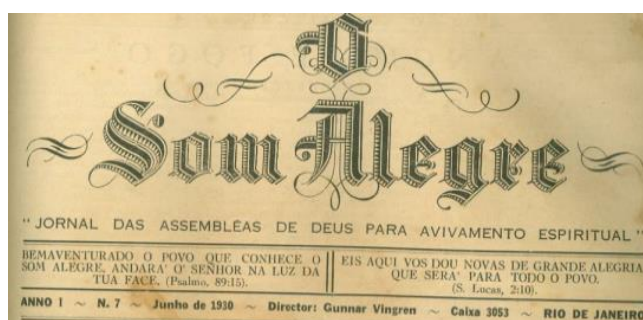 O
Som Alegre
"JORNAL DAS ASSEMBLÉAS DE DEUS PARA AVIVAMENTO ESPIRITUAL"
BEMAVENTURADO O POVO QUE CONHECE O
SOM ALEGRE, ANDARA' O' SENHOR NA LUZ DA
TUA FACE. (Psalmo, 89:15).
EIS AQUI VOS DOU NOVAS DE GRANDE ALEGRIA
QUE SERA' PARA TODO O POVO.
(S. Lucas, 2:10).
ANNO I ~ N. 7 ~ Junho de 1930 ~ Director: Gunnar Vingren ~ Caixa 3053 ~ RIO DE JANEIRO